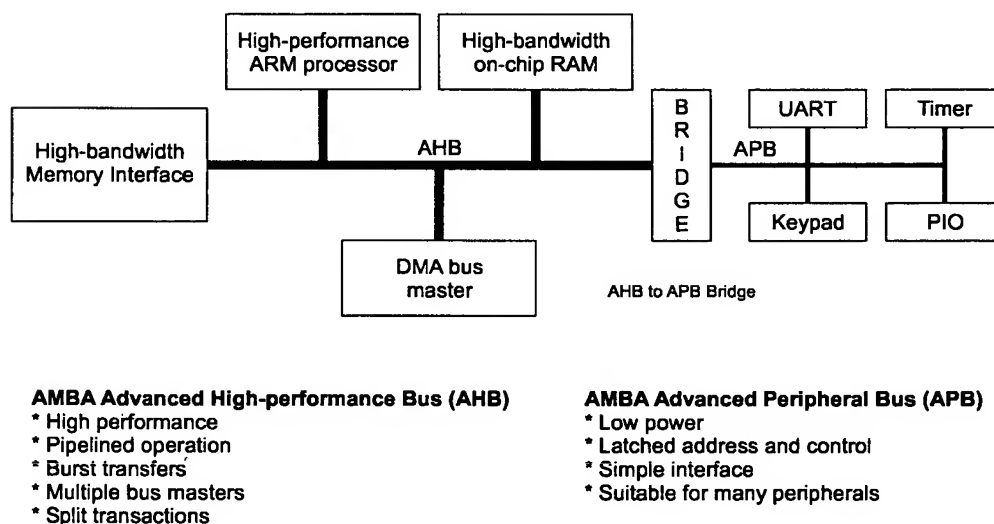 High-performance
ARM processor
High-bandwidth
on-chip RAM
High-bandwidth
Memory Interface
AHB
DMA bus
master
B
R
I
D
G
E
APB
UART
Timer
Keypad
PIO
AHB to APB Bridge
AMBA Advanced High-performance Bus (AHB)
* High performance
* Pipelined operation
* Burst transfers
* Multiple bus masters
* Split transactions
AMBA Advanced Peripheral Bus (APB)
* Low power
* Latched address and control
* Simple interface
* Suitable for many peripherals